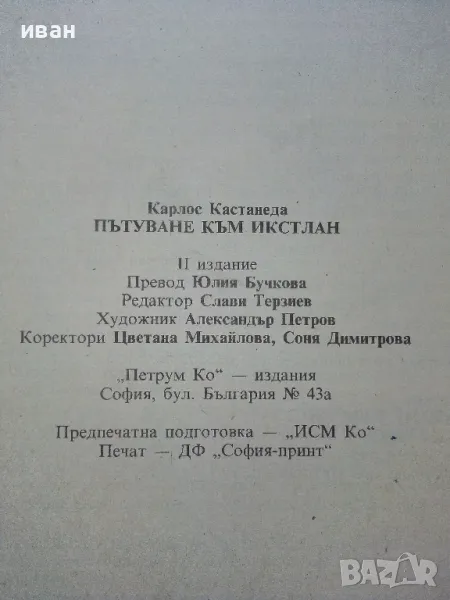 иван
Карлос Кастанеда
ПЪТУВАНЕ КЪМ ИКСТЛАН
II издание
Превод Юлия Бучкова
Редактор Слави Терзиев
Художник Александър Петров
Коректори Цветана Михайлова, Соня Димитрова
„Петрум Ко" — издания
София, бул. България № 43а
Предпечатна подготовка — „ИСМ Ко"
Печат — ДФ „София-принт"
BAZAR